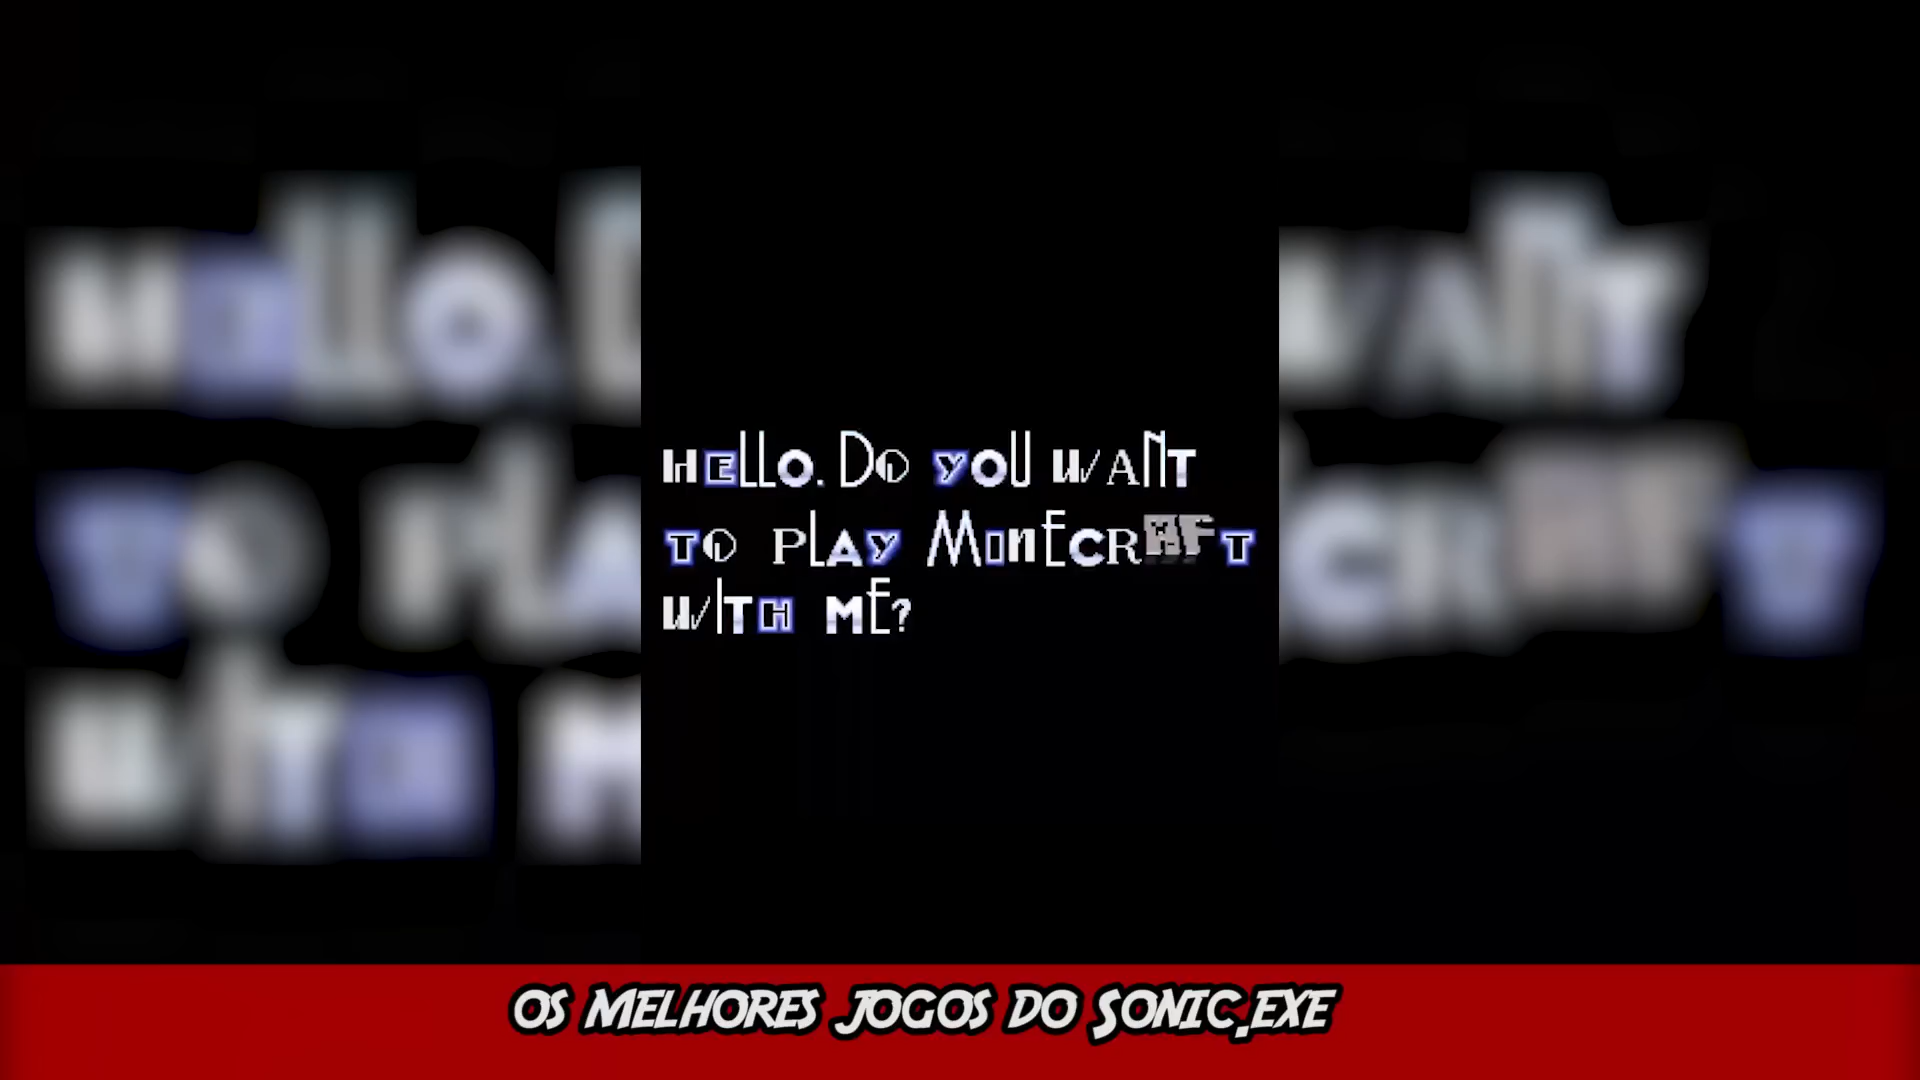 HELLO. DO YOU WANT
TO PLAY MINECRAFT
WITH ME?
OS MELHORES JOGOS DO SONIC.EXE